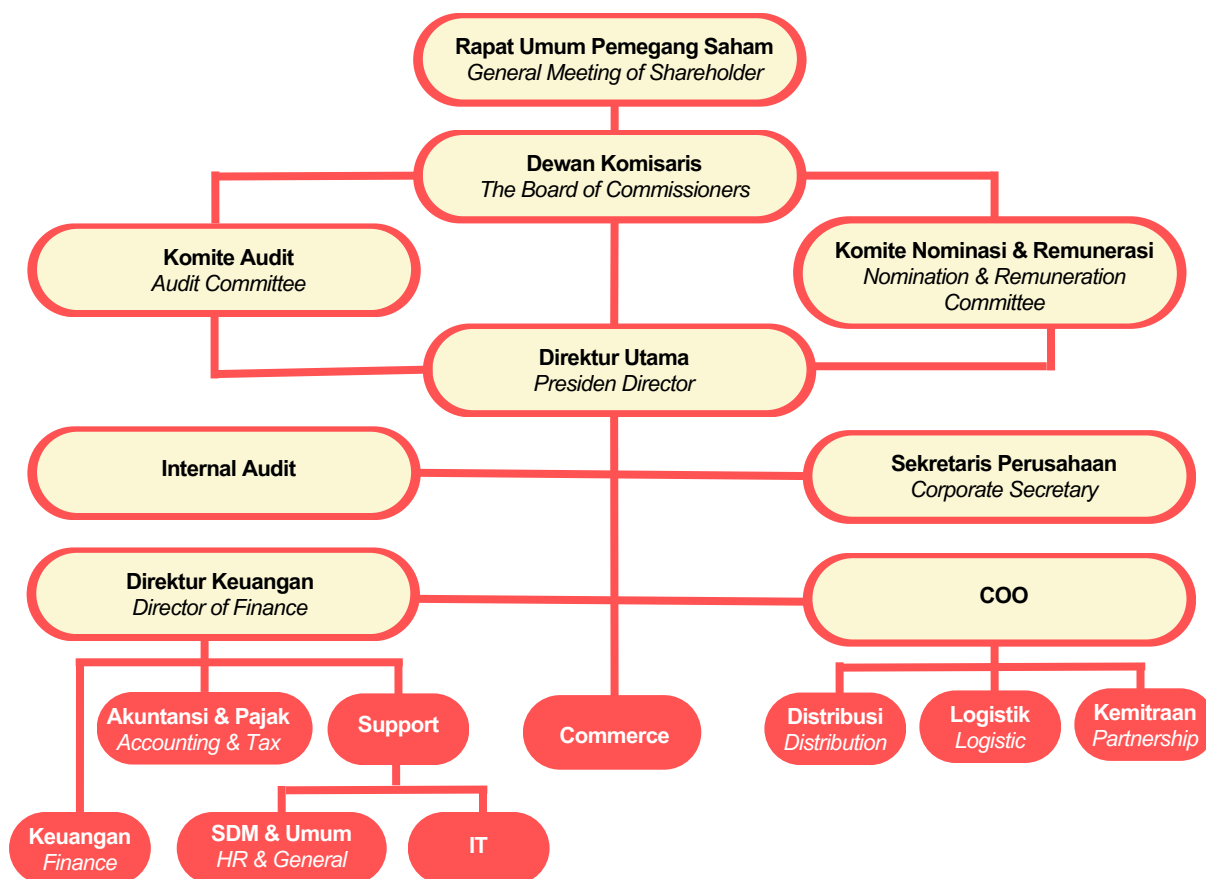 Rapat Umum Pemegang Saham
General Meeting of Shareholder
Dewan Komisaris
The Board of Commissioners
Komite Audit
Audit Committee
Komite Nominasi & Remunerasi
Nomination & Remuneration
Committee
Direktur Utama
Presiden Director
Internal Audit
Sekretaris Perusahaan
Corporate Secretary
Direktur Keuangan
Director of Finance
COO
Akuntansi & Pajak
Accounting & Tax
Support
Commerce
Distribusi
Distribution
Logistik
Logistic
Kemitraan
Partnership
Keuangan
Finance
SDM & Umum
HR & General
IT